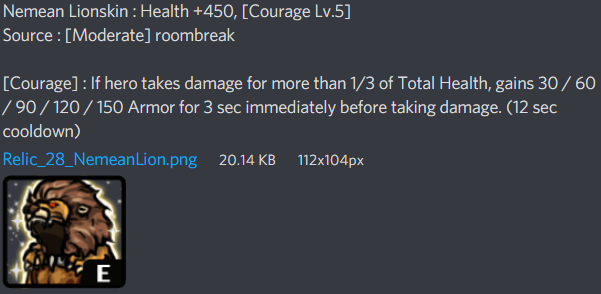 Nemean Lionskin : Health +450, [Courage Lv.5]
Source : [Moderate] roombreak
[Courage] : If hero takes damage for more than 1/3 of Total Health, gains 30 / 60
/ 90 / 120 / 150 Armor for 3 sec immediately before taking damage. (12 sec
cooldown)
Relic_28_NemeanLion.png 20.14 KB 112x104px
E